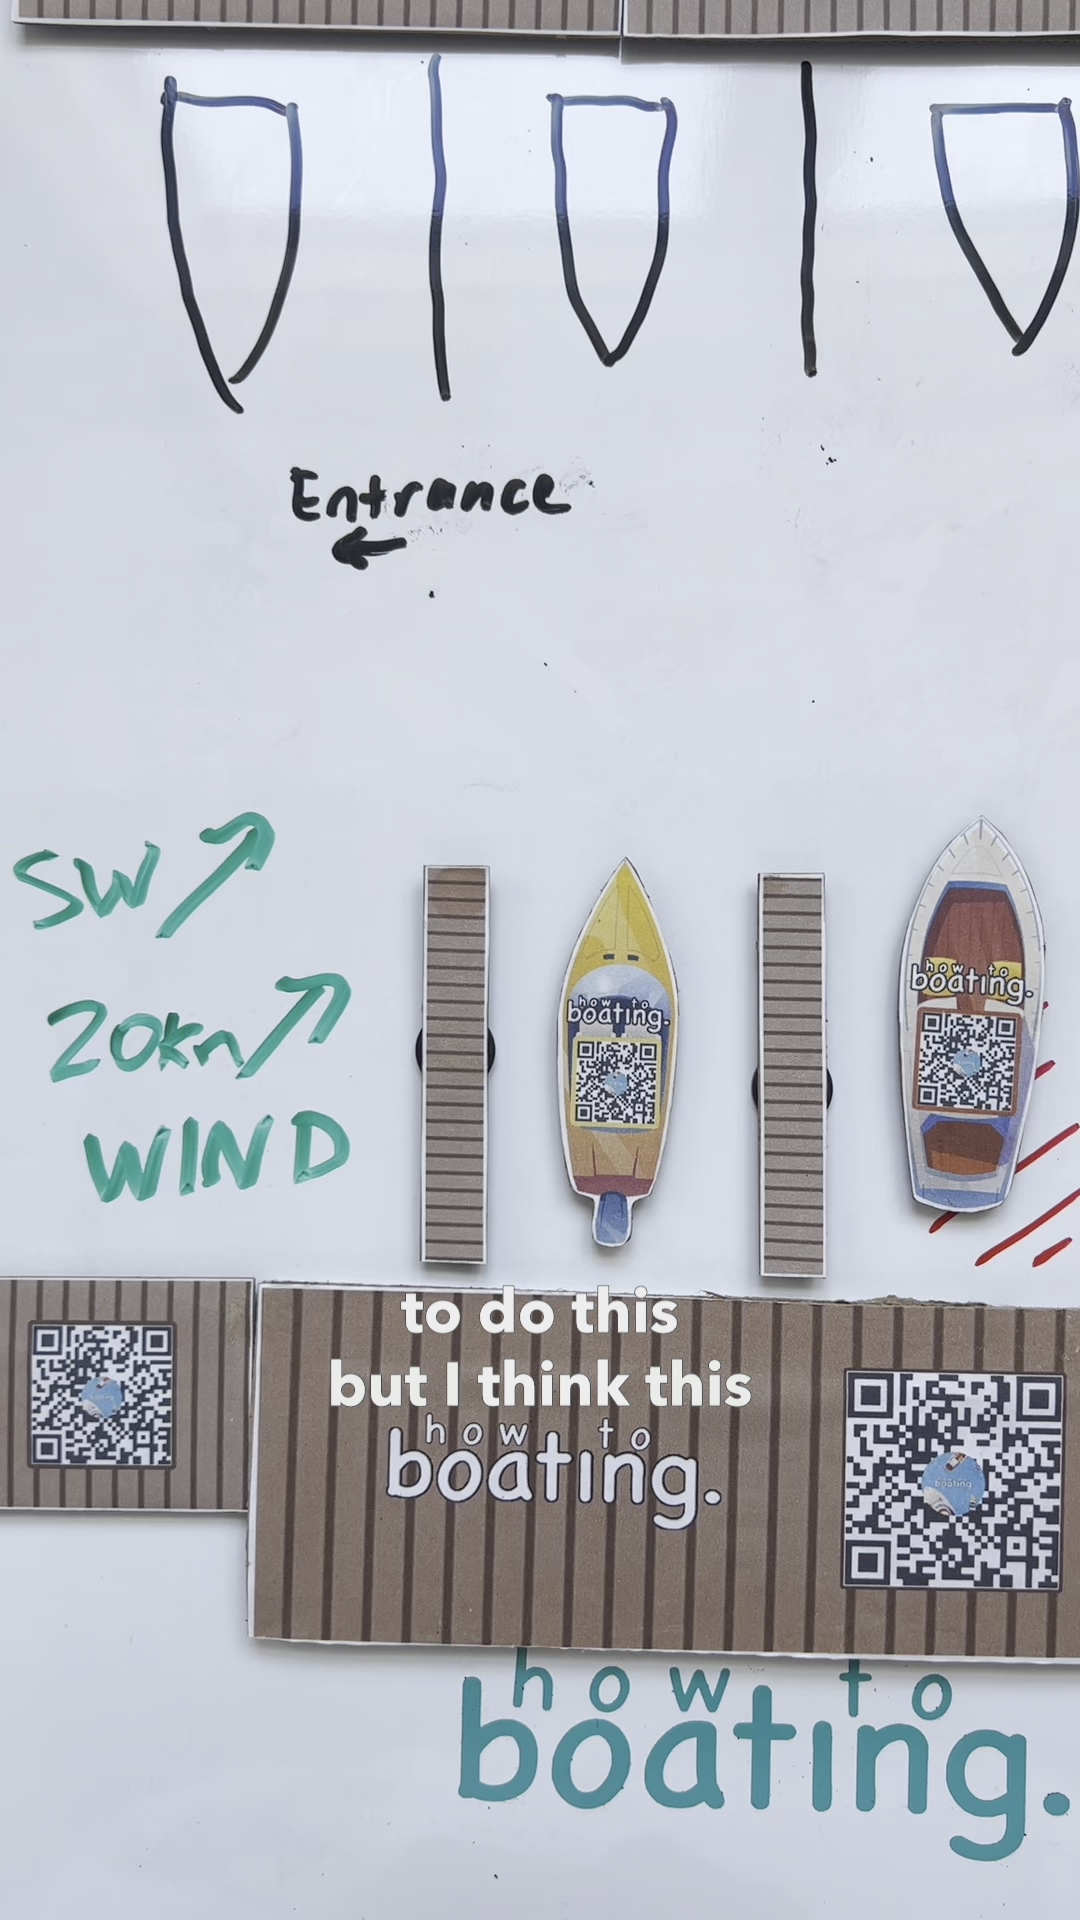 Entrance
SW
20kn
WIND
how to
boating.
how to
boating.
to do this
but I think this
how to
boating.
boating
how to
boating.